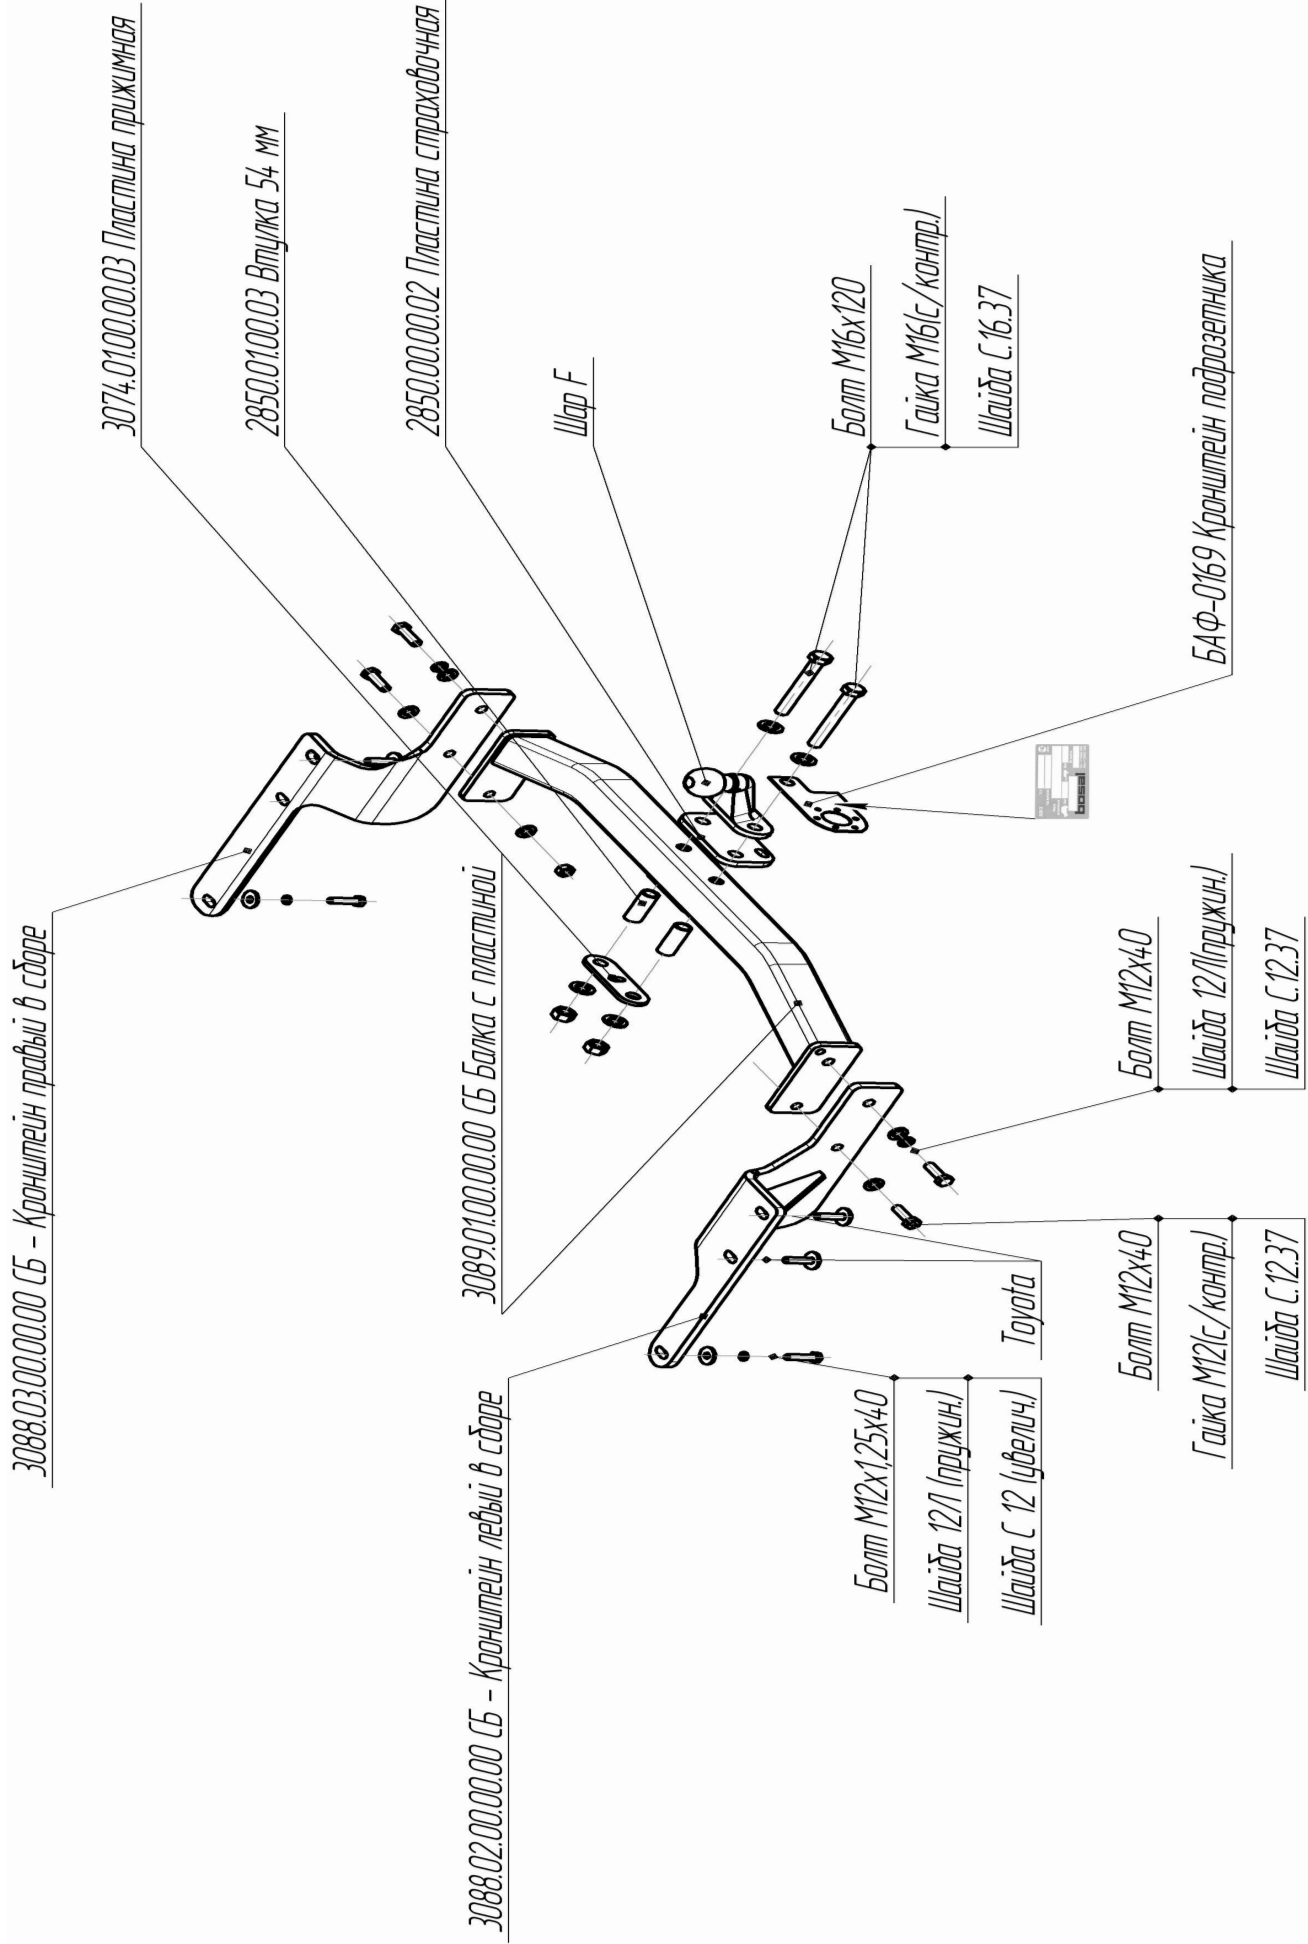 3074.01.00.00.03 Пластина прижимная
2850.01.00.03 Втулка 54 мм
2850.00.00.02 Пластина страховочная
Шар F
Болт М16х120
Гайка М16(с/контр.)
Шайба С.16.37
БАФ-0169 Кронштейн подрозетника
bosal
3088.03.00.00.00 СБ - Кронштейн правый в сборе
3089.01.00.00.00 СБ Балка с пластиной
3088.02.00.00.00 СБ - Кронштейн левый в сборе
Болт М12х40
Шайба 12Л(пружин.)
Шайба С.12.37
Toyota
Болт М12х1,25х40
Шайба 12Л (пружин.)
Шайба С 12 (увелич.)
Болт М12х40
Гайка М12(с/контр.)
Шайба С.12.37